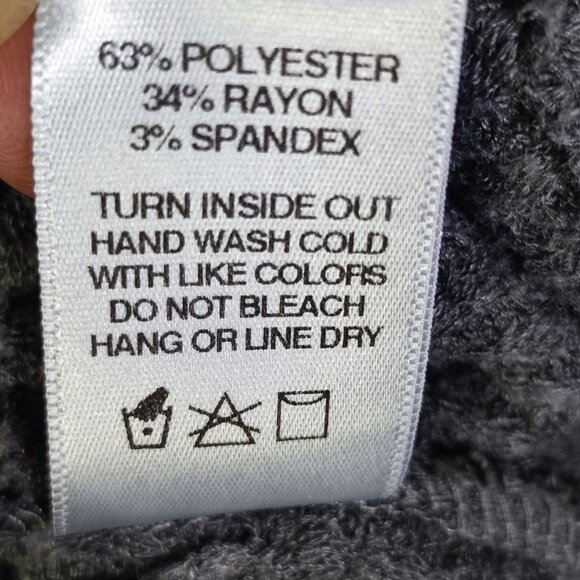 63% POLYESTER
34% RAYON
3% SPANDEX
TURN INSIDE OUT
HAND WASH COLD
WITH LIKE COLORS
DO NOT BLEACH
HANG OR LINE DRY